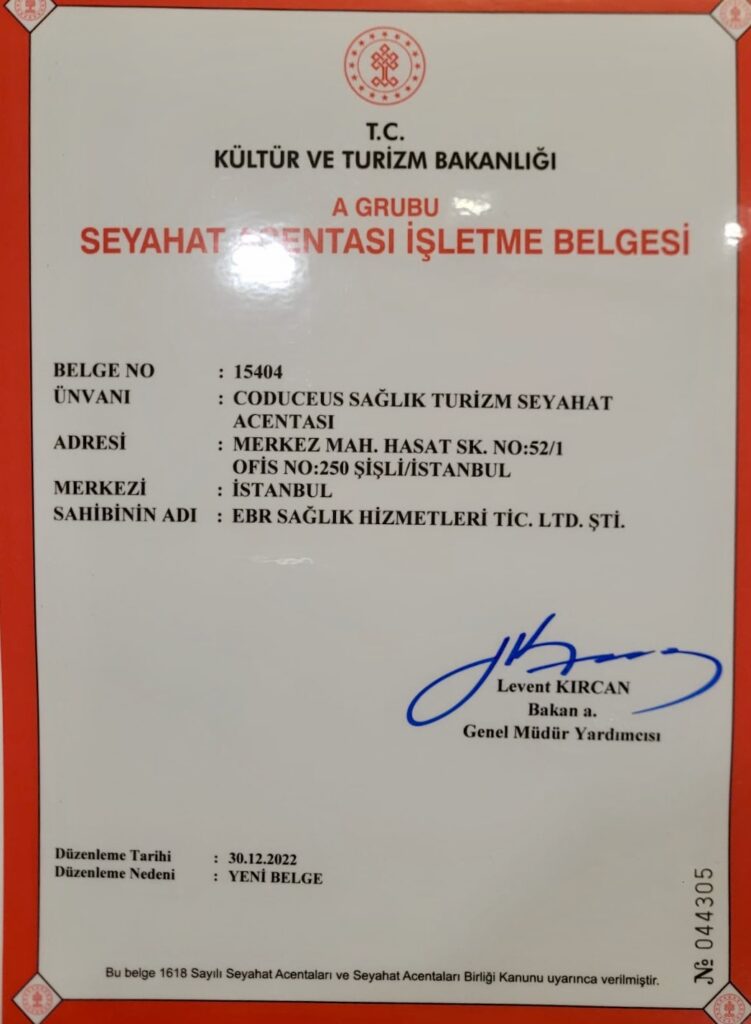 T.C.
KÜLTÜR VE TURİZM BAKANLIĞI
A GRUBU
SEYAHAT ACENTASI İŞLETME BELGESİ
BELGE NO : 15404
ÜNVANI : CODUCEUS SAĞLIK TURİZM SEYAHAT
ACENTASI
ADRESİ : MERKEZ MAH. HASAT SK. NO:52/1
OFİS NO:250 ŞİŞLİ/İSTANBUL
MERKEZİ : İSTANBUL
SAHİBİNİN ADI : EBR SAĞLIK HİZMETLERİ TİC. LTD. ŞTİ.
Levent KIRCAN
Bakan a.
Genel Müdür Yardımcısı
Düzenleme Tarihi : 30.12.2022
Düzenleme Nedeni : YENİ BELGE
№ 044305
Bu belge 1618 Sayılı Seyahat Acentaları ve Seyahat Acentaları Birliği Kanunu uyarınca verilmiştir.